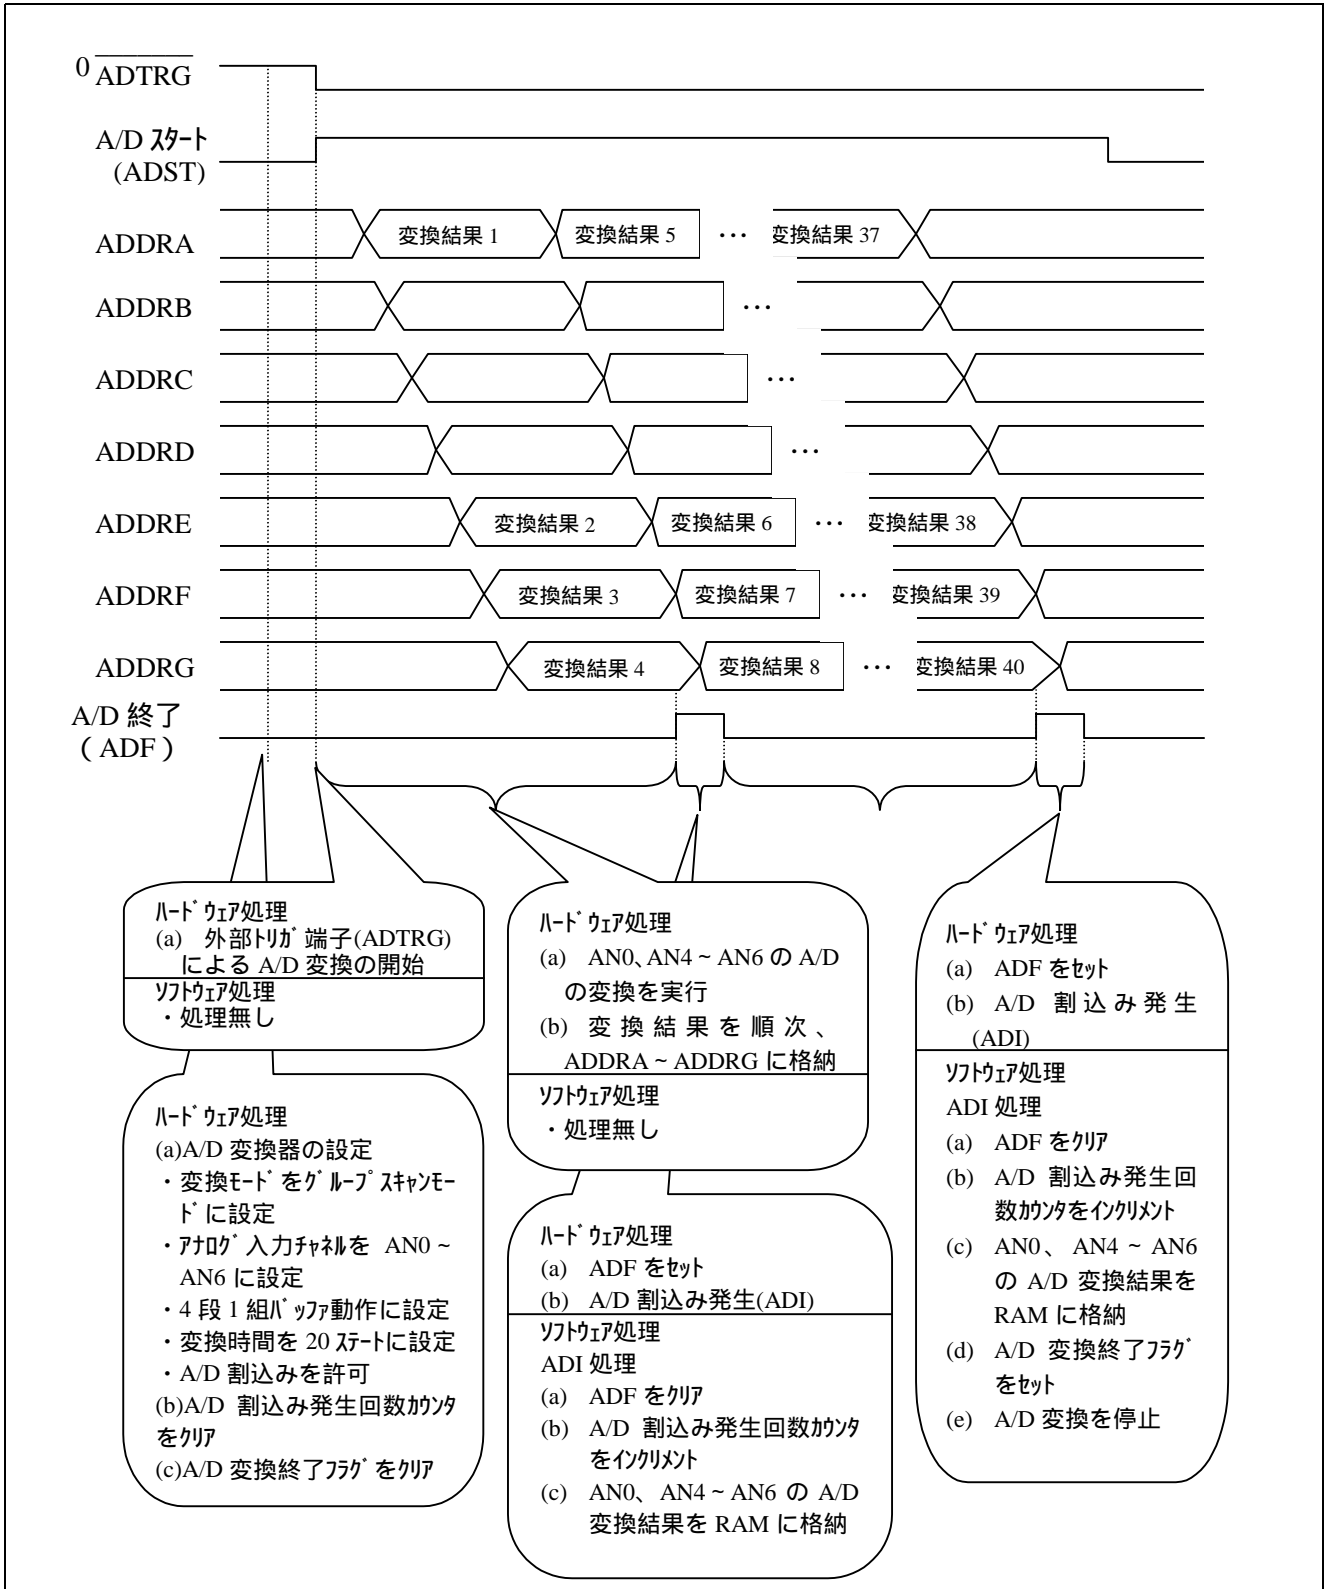 0 ADTRG
A/D ｽﾀｰﾄ
(ADST)
ADDRA
変換結果 1
変換結果 5
…
変換結果 37
ADDRB
…
ADDRC
…
ADDRD
…
ADDRE
変換結果 2
変換結果 6
…
変換結果 38
ADDRF
変換結果 3
変換結果 7
…
変換結果 39
ADDRG
変換結果 4
変換結果 8
…
変換結果 40
A/D 終了
( ADF )
ﾊｰﾄﾞｳｪｱ処理
(a) 外部ﾄﾘｶﾞ端子(ADTRG)
による A/D 変換の開始
ｿﾌﾄｳｪｱ処理
・処理無し
ﾊｰﾄﾞｳｪｱ処理
(a)A/D 変換器の設定
・変換ﾓｰﾄﾞをｸﾞﾙｰﾌﾟｽｷｬﾝﾓｰ
ﾄﾞに設定
・ｱﾅﾛｸﾞ入力ﾁｬﾈﾙを AN0 ~
AN6 に設定
・4 段 1 組ﾊﾞｯﾌｧ動作に設定
・変換時間を 20 ｽﾃｰﾄに設定
・A/D 割込みを許可
(b)A/D 割込み発生回数ｶｳﾝﾀ
をｸﾘｱ
(c)A/D 変換終了ﾌﾗｸﾞをｸﾘｱ
ﾊｰﾄﾞｳｪｱ処理
(a) AN0、AN4 ~ AN6 の A/D
の変換を実行
(b) 変換結果を順次、
ADDRA ~ ADDRG に格納
ｿﾌﾄｳｪｱ処理
・処理無し
ﾊｰﾄﾞｳｪｱ処理
(a) ADF をｾｯﾄ
(b) A/D 割込み発生(ADI)
ｿﾌﾄｳｪｱ処理
ADI 処理
(a) ADF をｸﾘｱ
(b) A/D 割込み発生回数ｶｳﾝﾀ
をｲﾝｸﾘﾒﾝﾄ
(c) AN0、AN4 ~ AN6 の A/D
変換結果を RAM に格納
ﾊｰﾄﾞｳｪｱ処理
(a) ADF をｾｯﾄ
(b) A/D 割込み発生
(ADI)
ｿﾌﾄｳｪｱ処理
ADI 処理
(a) ADF をｸﾘｱ
(b) A/D 割込み発生回
数ｶｳﾝﾀをｲﾝｸﾘﾒﾝﾄ
(c) AN0、AN4 ~ AN6
の A/D 変換結果を
RAM に格納
(d) A/D 変換終了ﾌﾗｸﾞ
をｾｯﾄ
(e) A/D 変換を停止